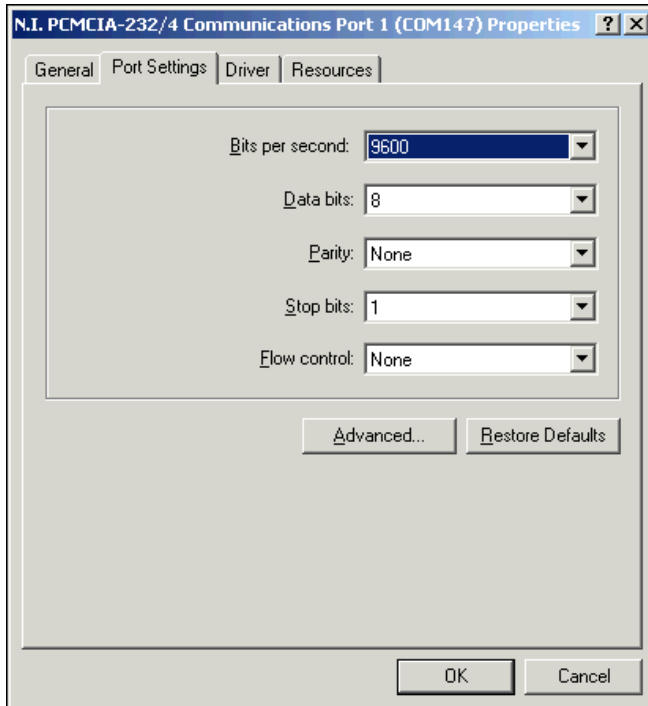 N.I. PCMCIA-232/4 Communications Port 1 (COM147) Properties
General Port Settings Driver Resources
Bits per second: 9600
Data bits: 8
Parity: None
Stop bits: 1
Flow control: None
Advanced... Restore Defaults
OK Cancel